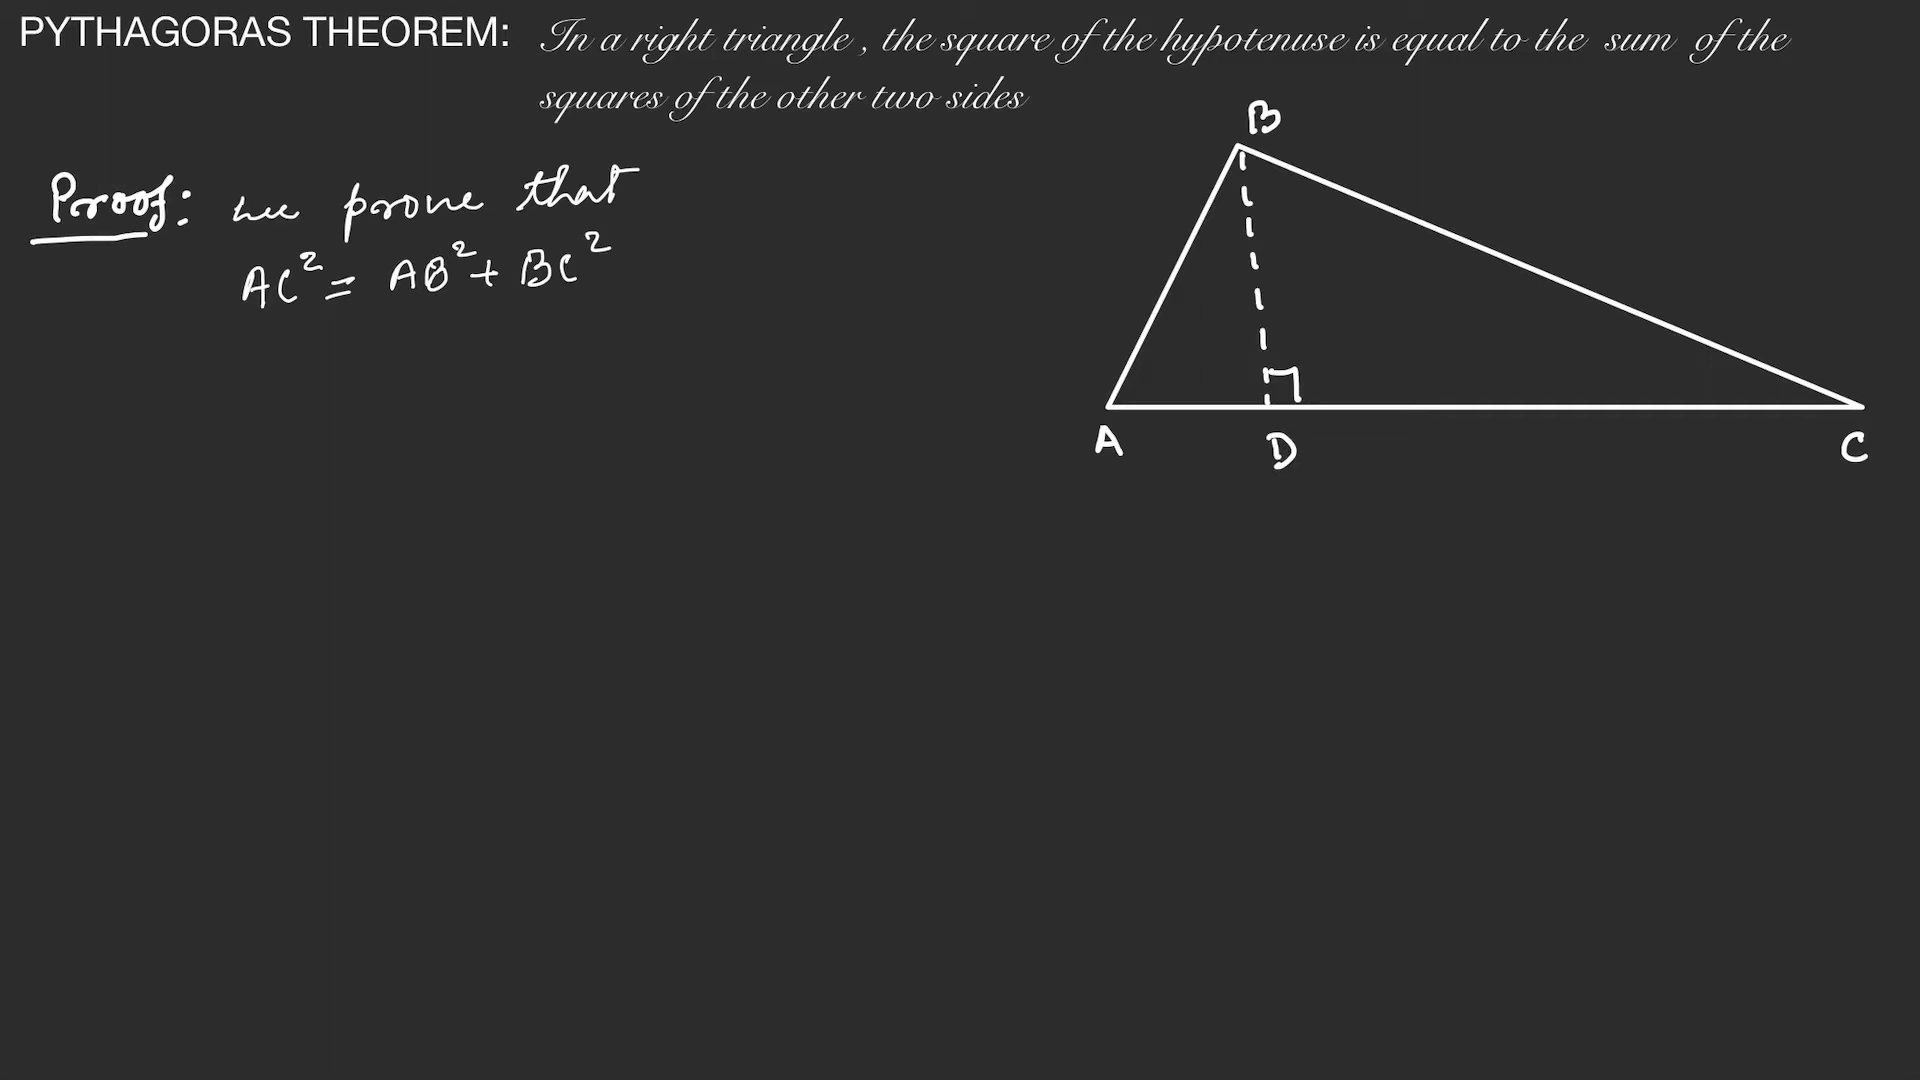 PYTHAGORAS THEOREM: In a right triangle , the square of the hypotenuse is equal to the sum of the
squares of the other two sides
B
Proof: we prove that
AC² = AB² + BC²
A D C